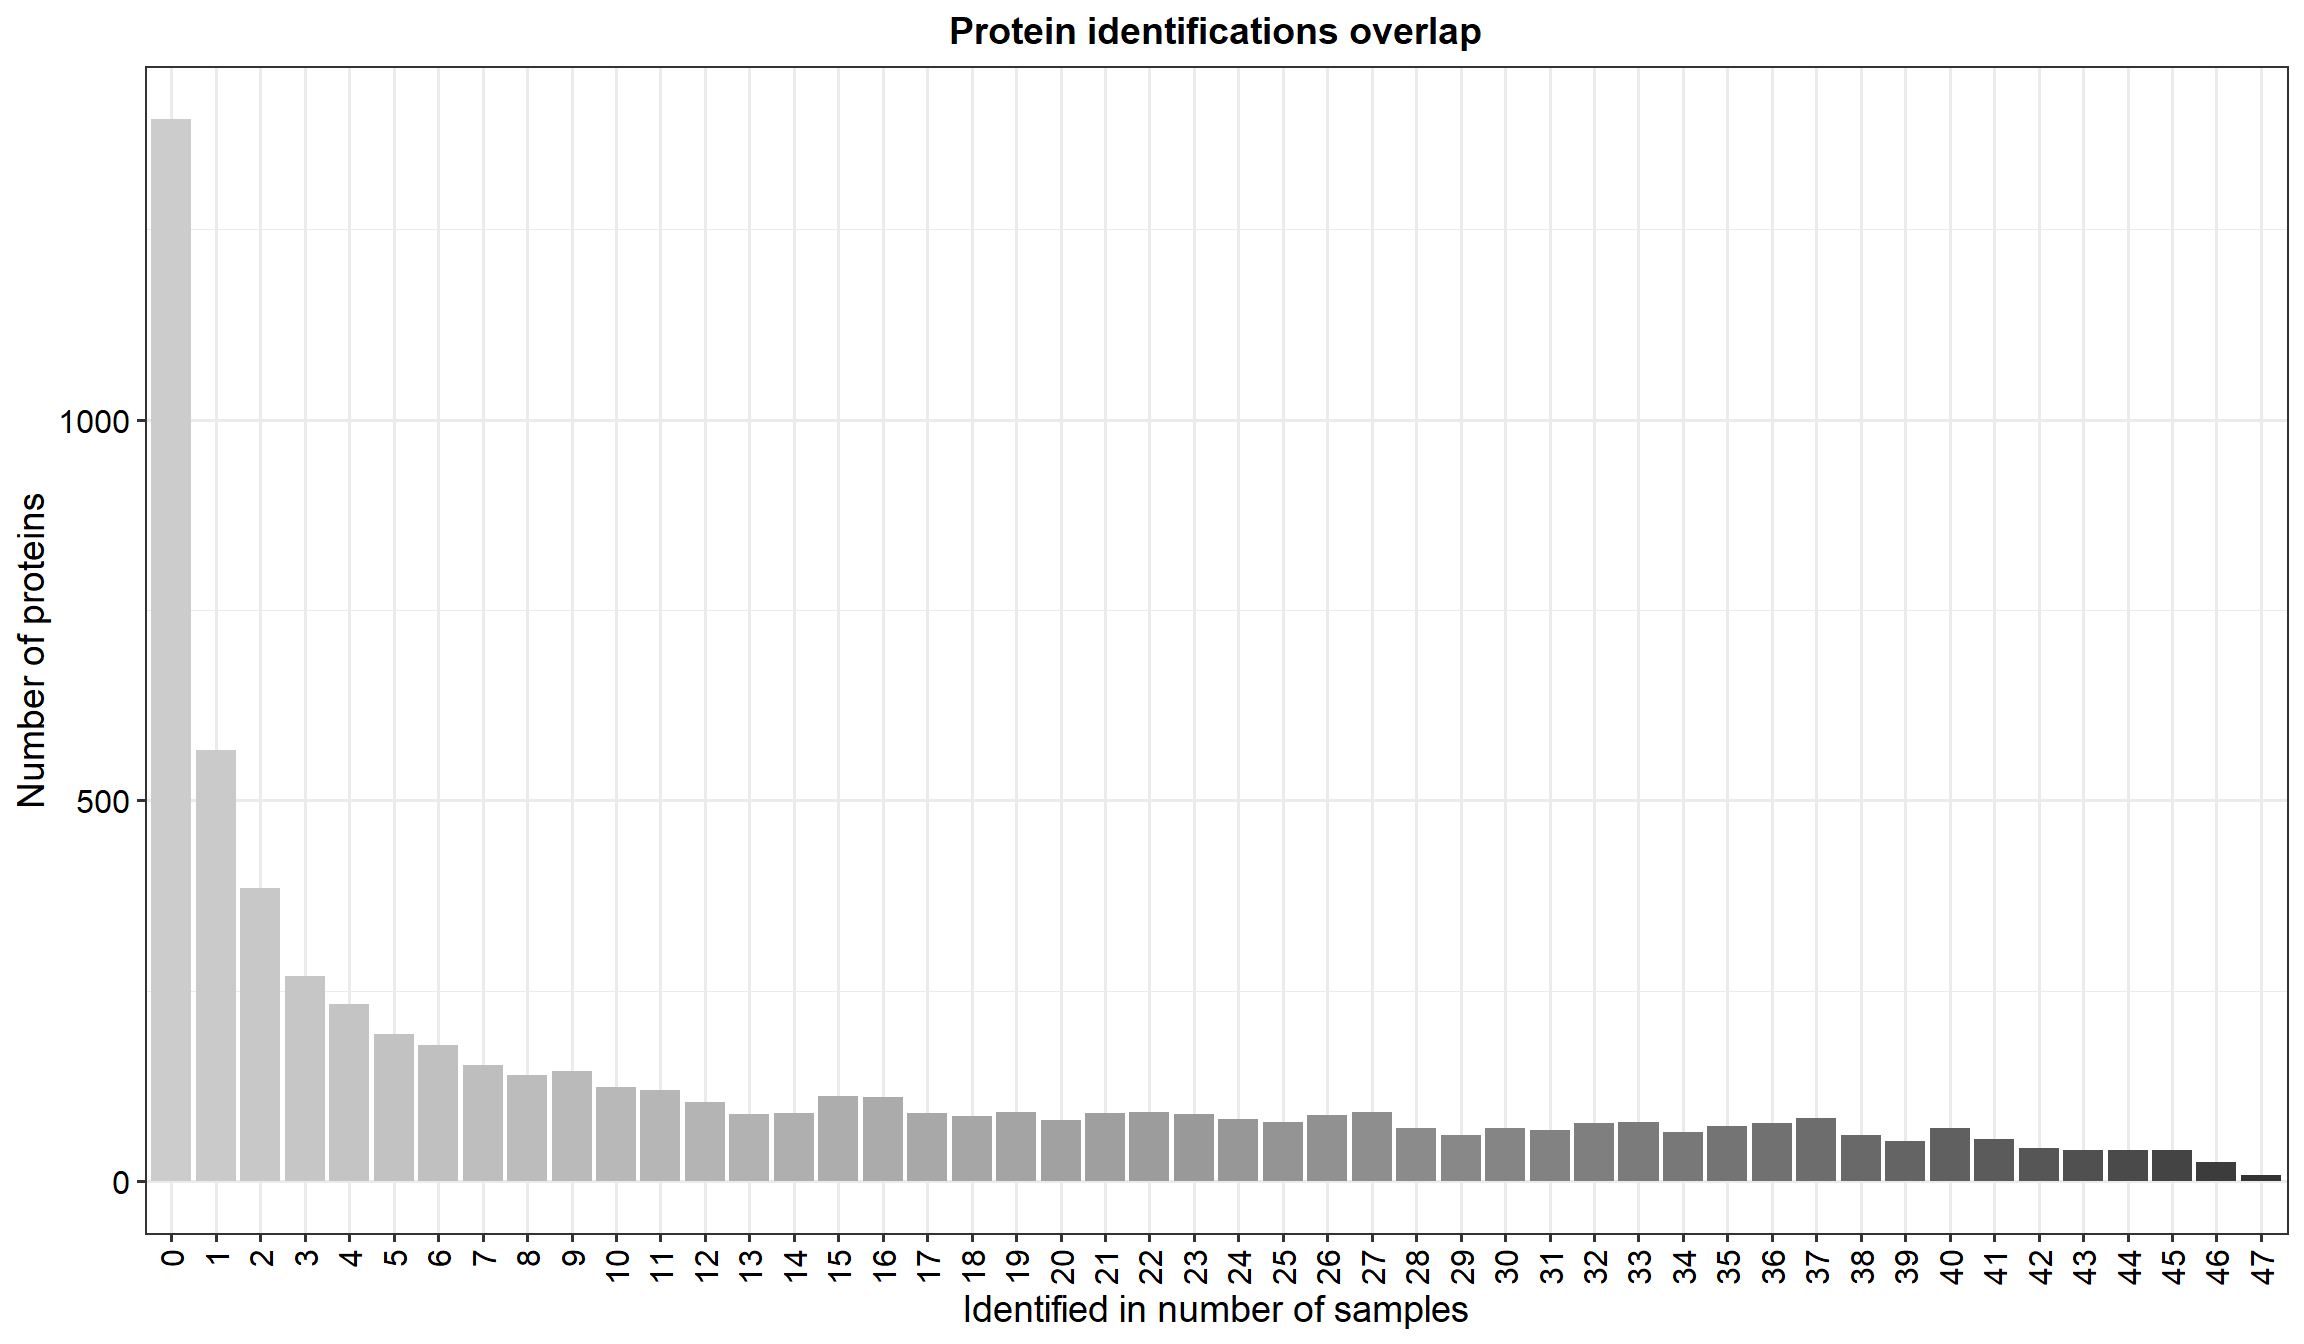 Protein identifications overlap
Number of proteins
1000
500
0
0 1 2 3 4 5 6 7 8 9 10 11 12 13 14 15 16 17 18 19 20 21 22 23 24 25 26 27 28 29 30 31 32 33 34 35 36 37 38 39 40 41 42 43 44 45 46 47
Identified in number of samples